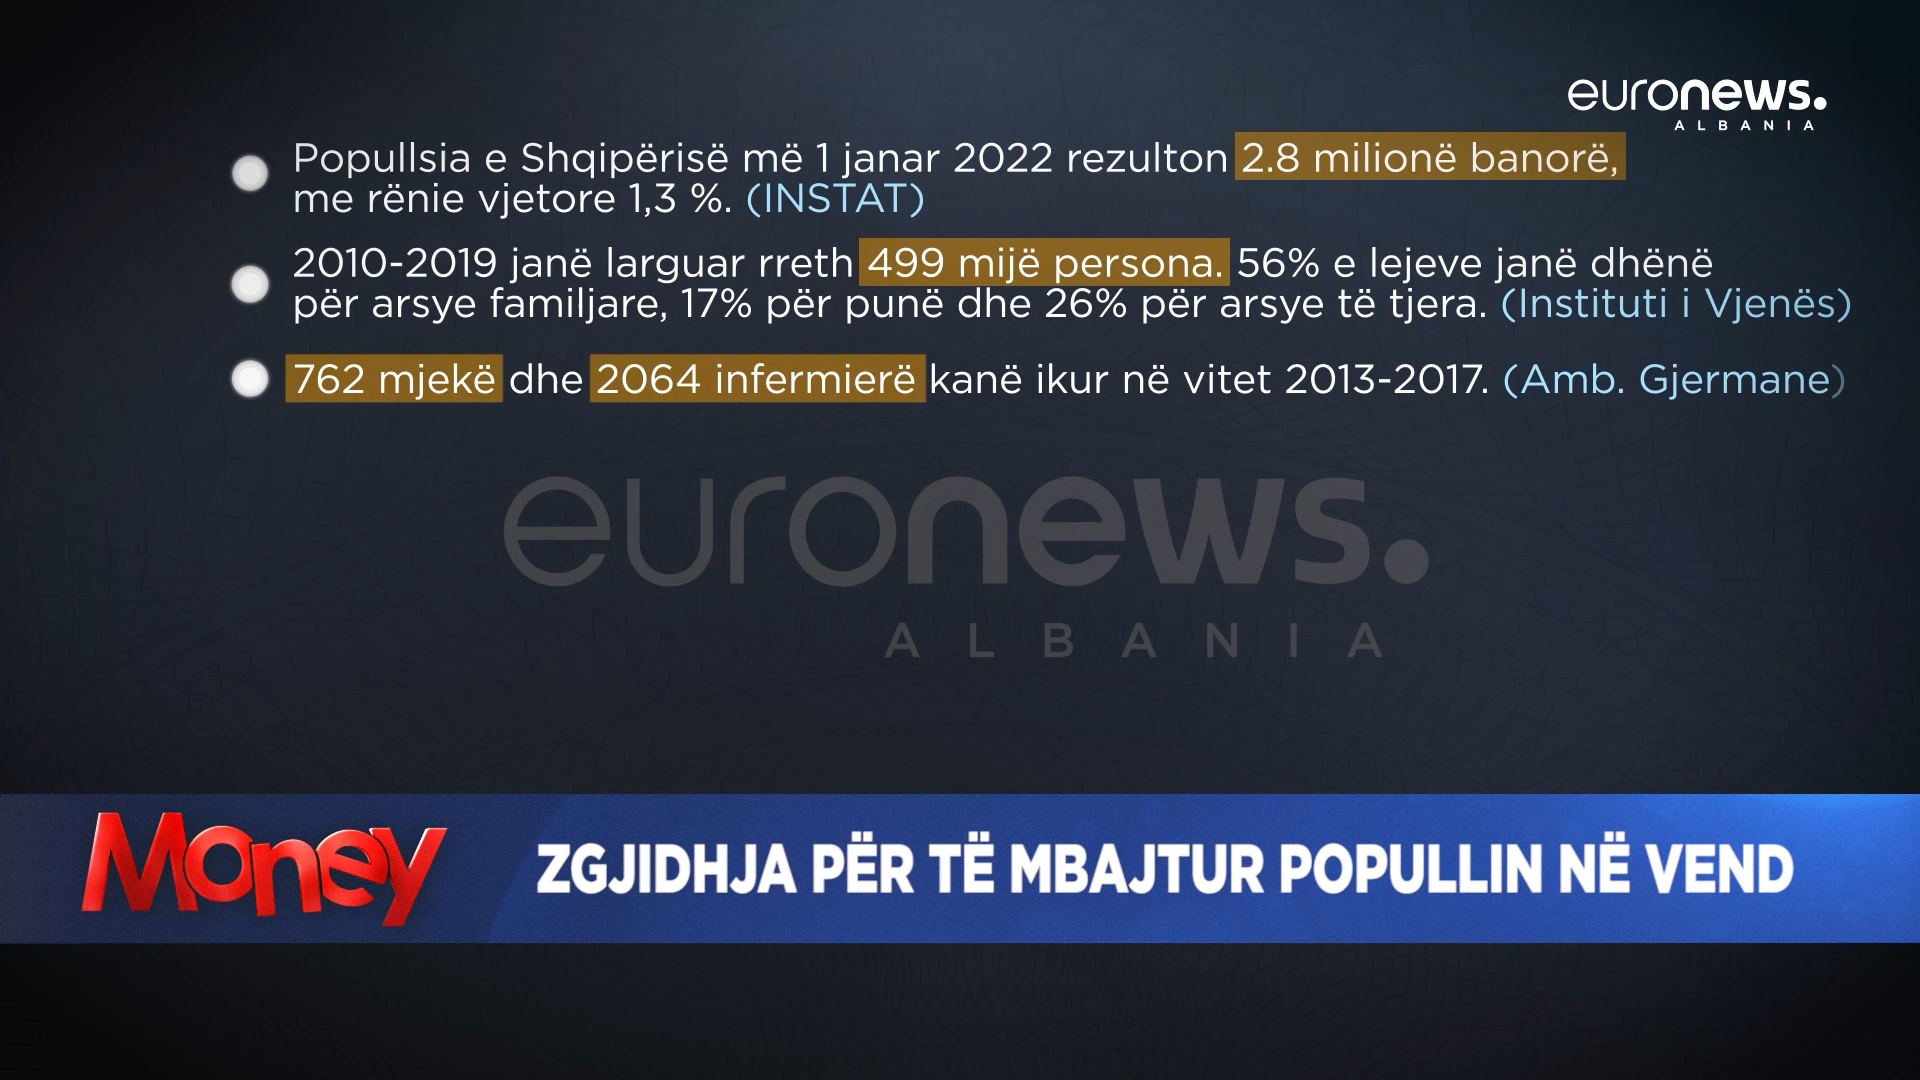 euronews.
ALBANIA
Popullsia e Shqipërisë më 1 janar 2022 rezulton 2.8 milionë banorë,
me rënie vjetore 1,3 %. (INSTAT)
2010-2019 janë larguar rreth 499 mijë persona. 56% e lejeve janë dhënë
për arsye familjare, 17% për punë dhe 26% për arsye të tjera. (Instituti i Vjenës)
762 mjekë dhe 2064 infermierë kanë ikur në vitet 2013-2017. (Amb. Gjermane)
euronews.
ALBANIA
Money
ZGJIDHJA PËR TË MBAJTUR POPULLIN NË VEND